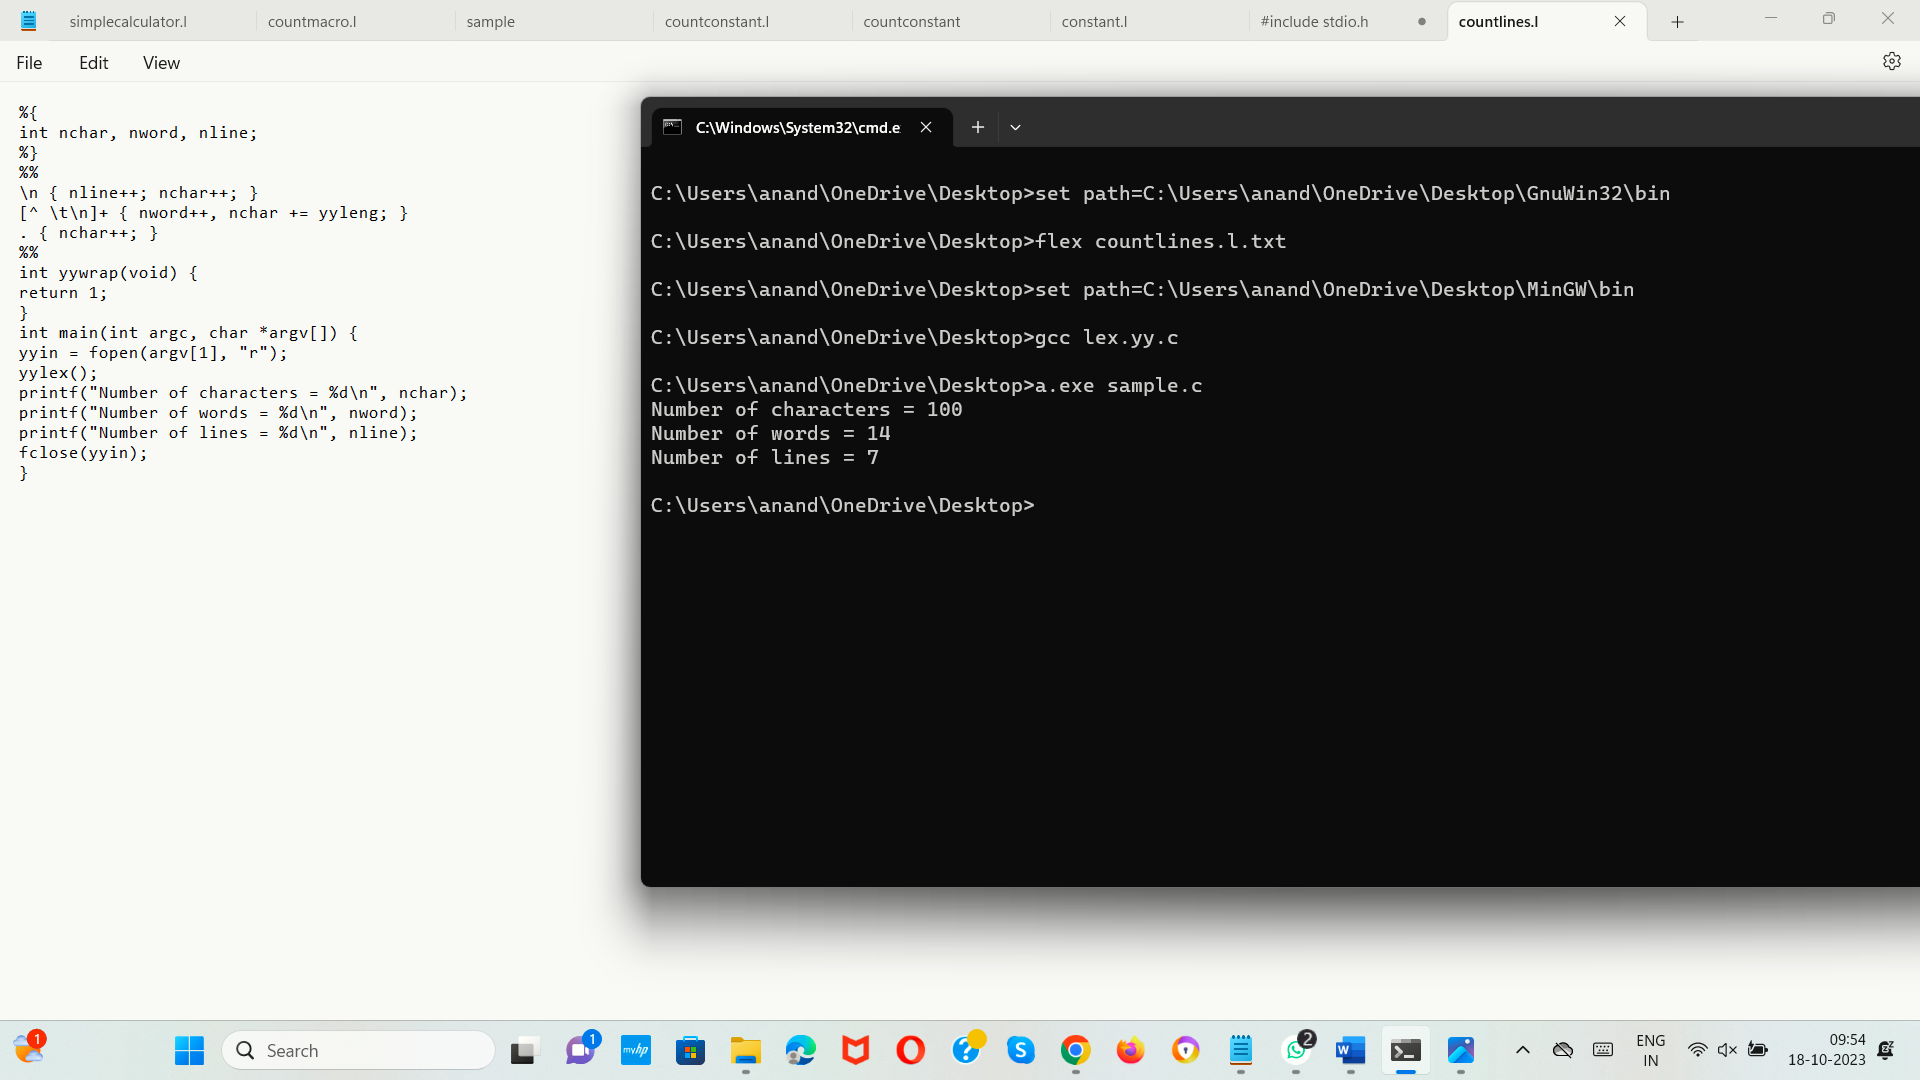 simplecalculator.l
countmacro.l
sample
countconstant.l
countconstant
constant.l
#include stdio.h
countlines.l
File
Edit
View
%{
int nchar, nword, nline;
%}
%%
\n { nline++; nchar++; }
[^ \t\n]+ { nword++, nchar += yyleng; }
. { nchar++; }
%%
int yywrap(void) {
return 1;
}
int main(int argc, char *argv[]) {
yyin = fopen(argv[1], "r");
yylex();
printf("Number of characters = %d\n", nchar);
printf("Number of words = %d\n", nword);
printf("Number of lines = %d\n", nline);
fclose(yyin);
}
C:\Windows\System32\cmd.e
C:\Users\anand\OneDrive\Desktop>set path=C:\Users\anand\OneDrive\Desktop\GnuWin32\bin
C:\Users\anand\OneDrive\Desktop>flex countlines.l.txt
C:\Users\anand\OneDrive\Desktop>set path=C:\Users\anand\OneDrive\Desktop\MinGW\bin
C:\Users\anand\OneDrive\Desktop>gcc lex.yy.c
C:\Users\anand\OneDrive\Desktop>a.exe sample.c
Number of characters = 100
Number of words = 14
Number of lines = 7
C:\Users\anand\OneDrive\Desktop>
1
Search
1
myhp
2
ENG
IN
09:54
18-10-2023